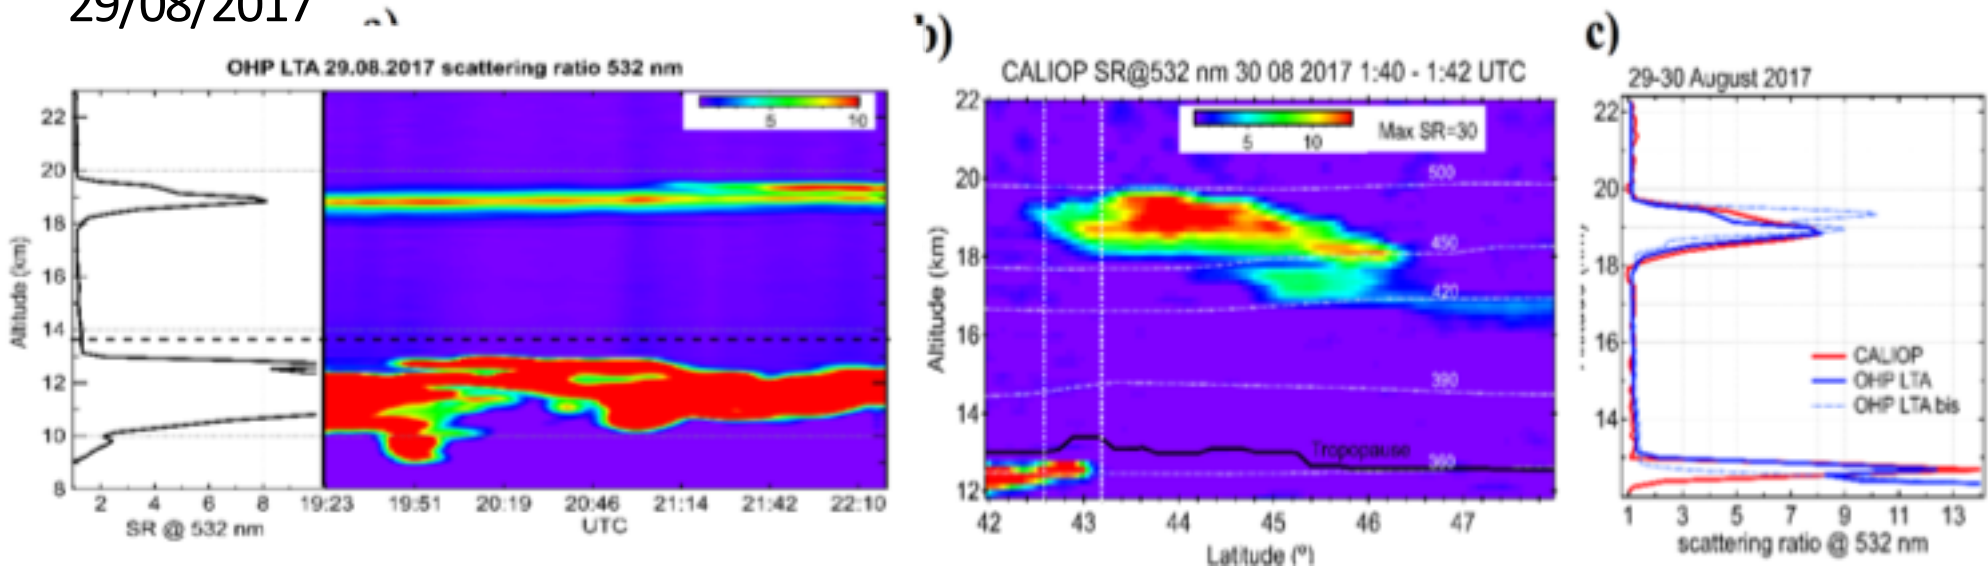 29/08/2017
b)
c)
OHP LTA 29.08.2017 scattering ratio 532 nm
CALIOP SR@532 nm 30 08 2017 1:40 - 1:42 UTC
29-30 August 2017
5 10
5 10
Max SR=30
22
20
18
16
14
12
10
8
Altitude (km)
2 4 6 8
SR @ 532 nm
19:23 19:51 20:19 20:46 21:14 21:42 22:10
UTC
22
20
18
16
14
12
Altitude (km)
500
450
420
390
Tropopause
360
42 43 44 45 46 47
Latitude (º)
22
20
18
16
14
CALIOP
OHP LTA
OHP LTA bis
1 3 5 7 9 11 13
scattering ratio @ 532 nm